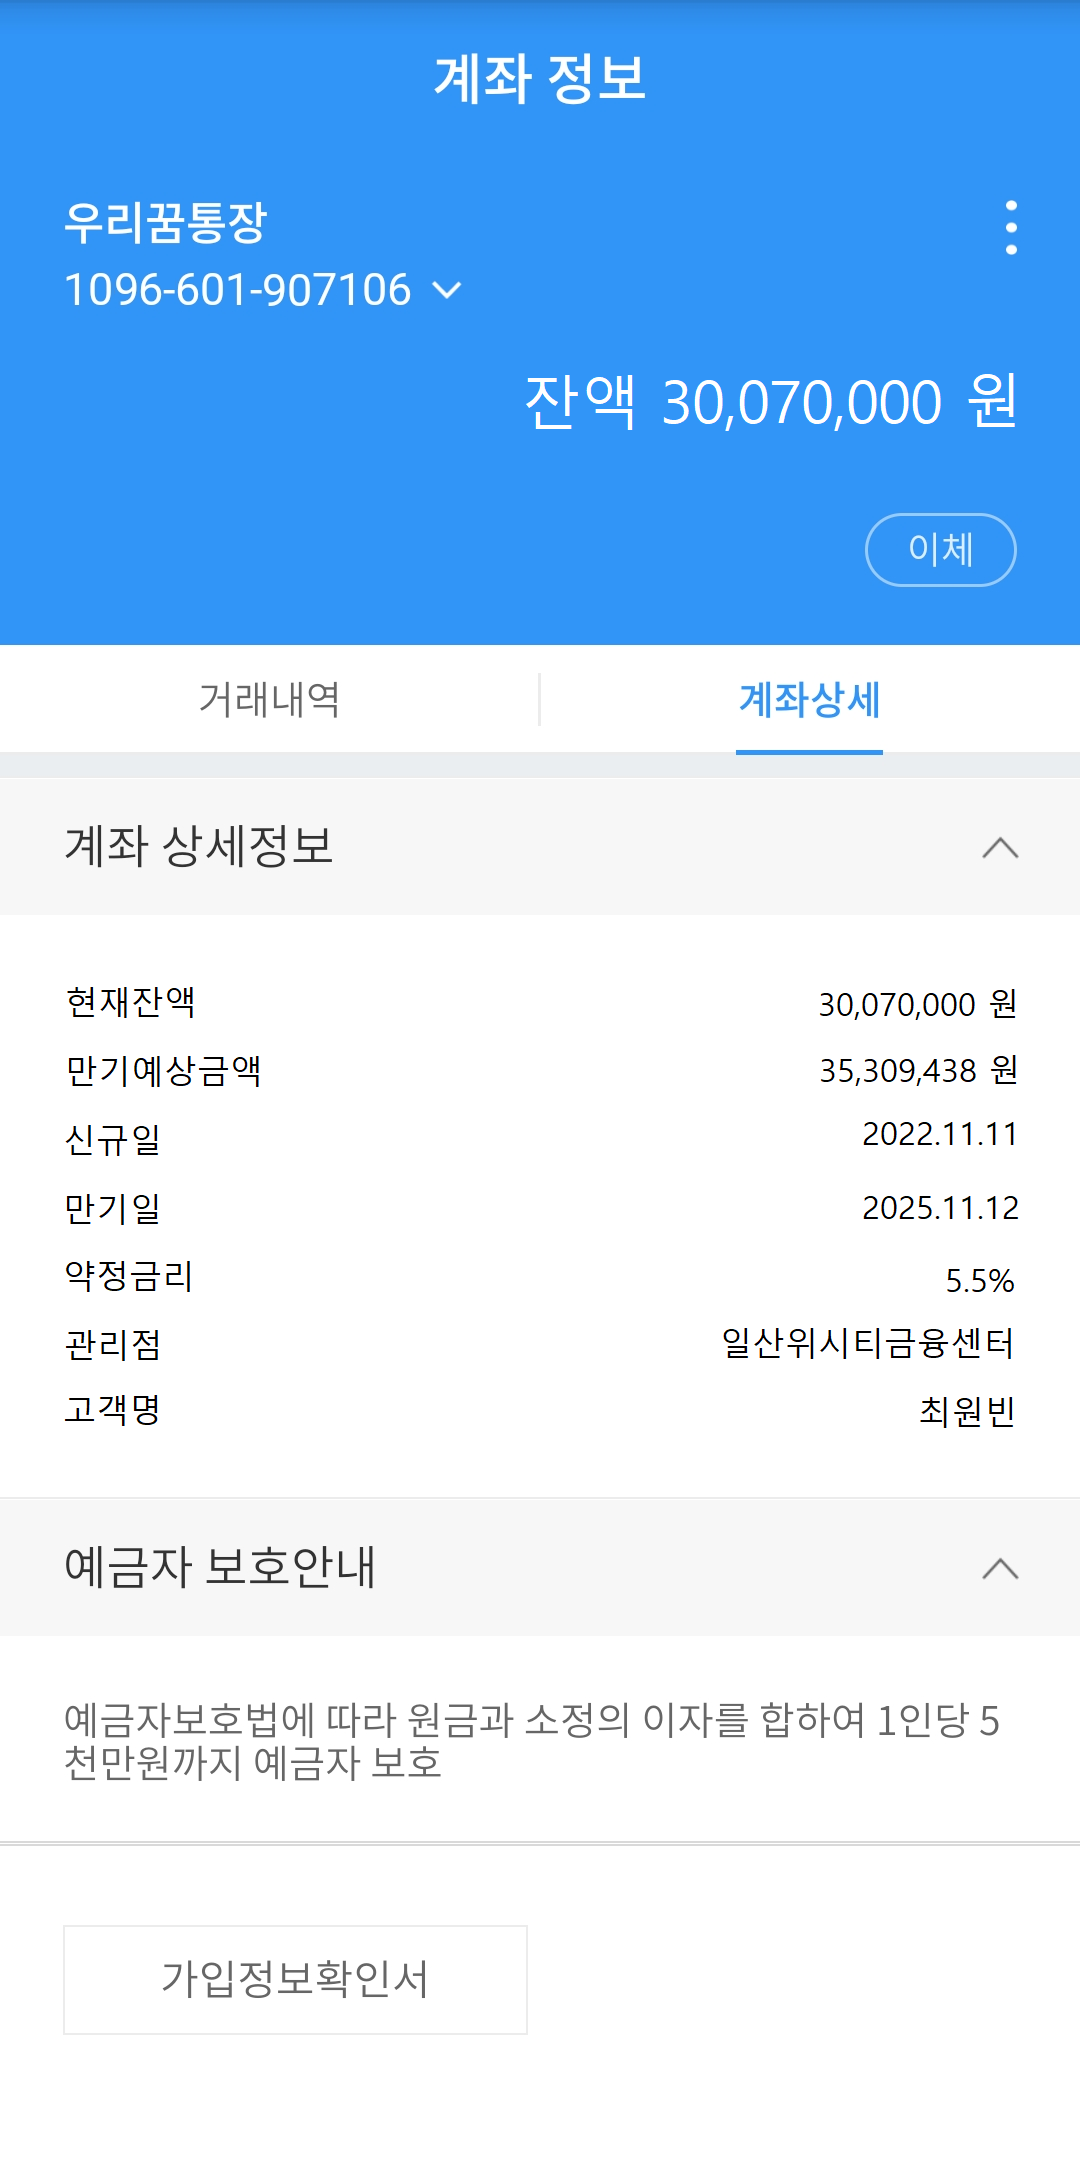 계좌 정보
우리꿈통장
1096-601-907106
잔액 30,070,000 원
이체
거래내역
계좌상세
계좌 상세정보
현재잔액 30,070,000 원
만기예상금액 35,309,438 원
신규일 2022.11.11
만기일 2025.11.12
약정금리 5.5%
관리점 일산위시티금융센터
고객명 최원빈
예금자 보호안내
예금자보호법에 따라 원금과 소정의 이자를 합하여 1인당 5
천만원까지 예금자 보호
가입정보확인서